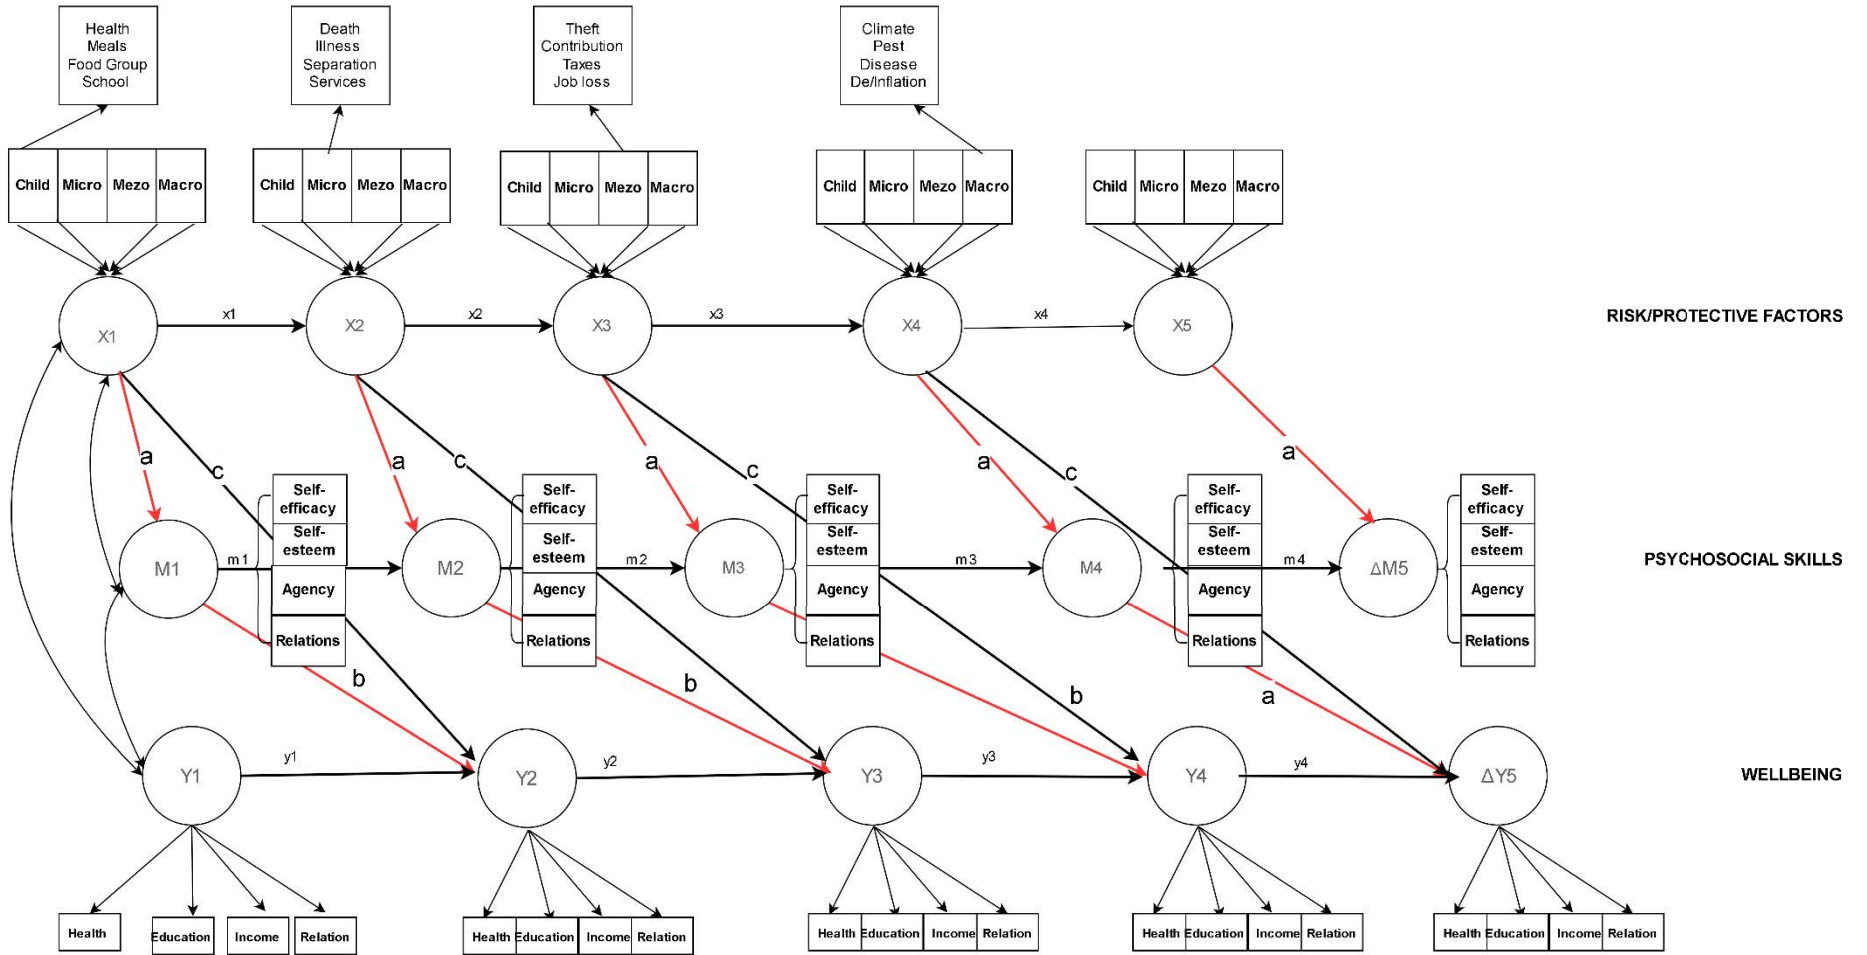 Health
Meals
Food Group
School
Death
Illness
Separation
Services
Theft
Contribution
Taxes
Job loss
Climate
Pest
Disease
De/Inflation
Child Micro Mezo Macro
Child Micro Mezo Macro
Child Micro Mezo Macro
Child Micro Mezo Macro
Child Micro Mezo Macro
X1 x1 X2 x2 X3 x3 X4 x4 X5
RISK/PROTECTIVE FACTORS
a c a c a c a c a
Self-
efficacy
Self-
esteem
Agency
Relations
Self-
efficacy
Self-
esteem
Agency
Relations
Self-
efficacy
Self-
esteem
Agency
Relations
Self-
efficacy
Self-
esteem
Agency
Relations
Self-
efficacy
Self-
esteem
Agency
Relations
M1 m1 M2 m2 M3 m3 M4 m4 ΔM5
PSYCHOSOCIAL SKILLS
b b b a
Y1 y1 Y2 y2 Y3 y3 Y4 y4 ΔY5
WELLBEING
Health Education Income Relation
Health Education Income Relation
Health Education Income Relation
Health Education Income Relation
Health Education Income Relation